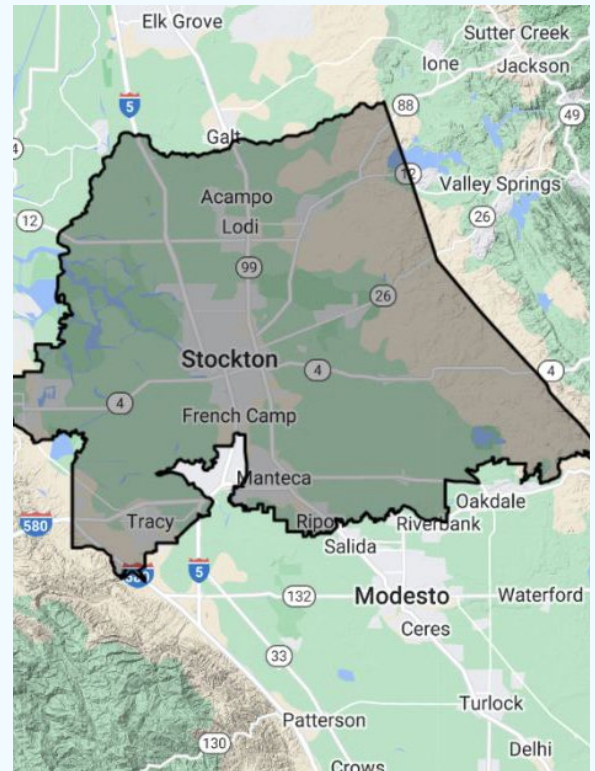 Elk Grove
Sutter Creek
Ione
Jackson
5
88
49
Galt
12
Valley Springs
Acampo
Lodi
12
26
99
26
Stockton
4
4
4
French Camp
Manteca
Oakdale
580
Tracy
Ripo
Riverbank
Salida
5
132
Waterford
Modesto
Ceres
33
Turlock
Patterson
130
Delhi
Crows